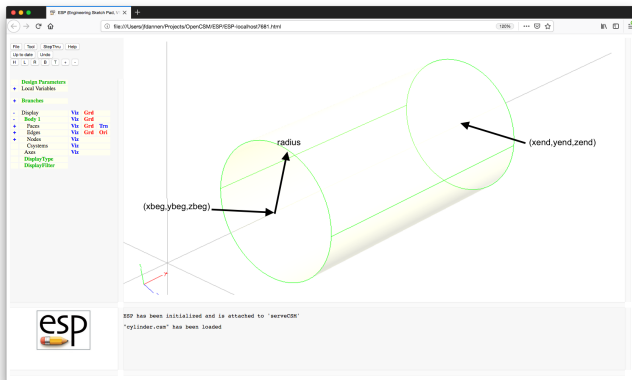 ESP (Engineering Sketch Pad, V
file:///Users/jfdannen/Projects/OpenCSM/ESP/ESP-localhost7681.html
120%
File Tool StepThru Help
Up to date Undo
H L R B T + -
Design Parameters
+ Local Variables
+ Branches
- Display Viz Grd
- Body 1 Viz Grd
+ Faces Viz Grd Trn
+ Edges Viz Grd Ori
+ Nodes Viz
Csystems Viz
Axes Viz
DisplayType
DisplayFilter
radius
(xend,yend,zend)
(xbeg,ybeg,zbeg)
esp
ESP has been initialized and is attached to 'serveCSM'
"cylinder.csm" has been loaded